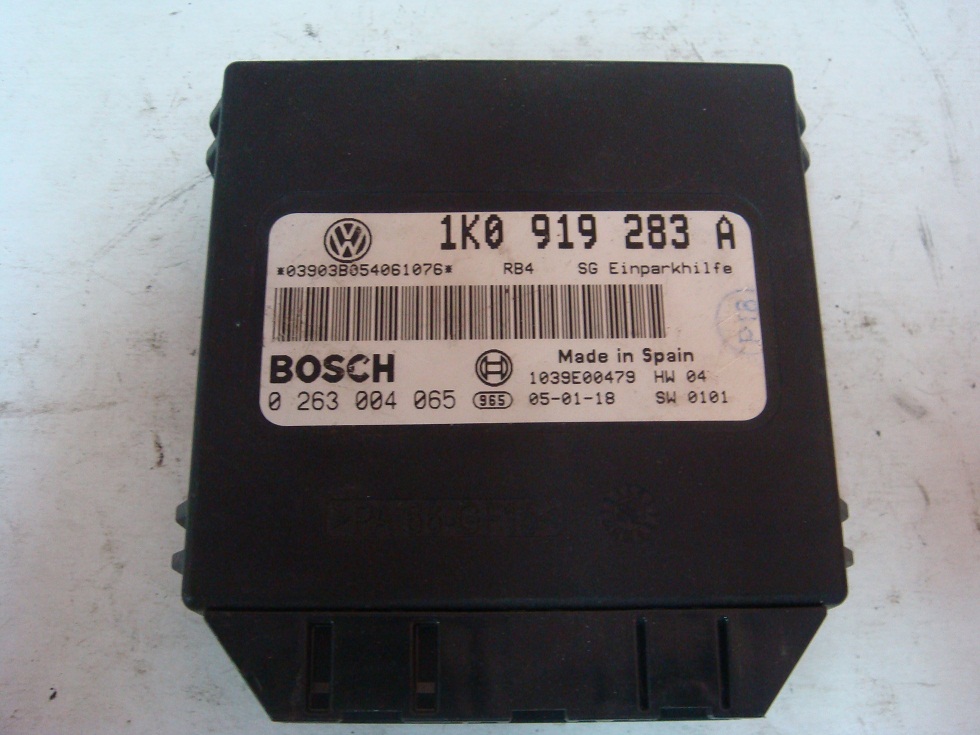 1K0 919 283 A
*03903B054061076* RB4 SG Einparkhilfe
BOSCH
Made in Spain
1039E00479 HW 04
0 263 004 065 965 05-01-18 SW 0101